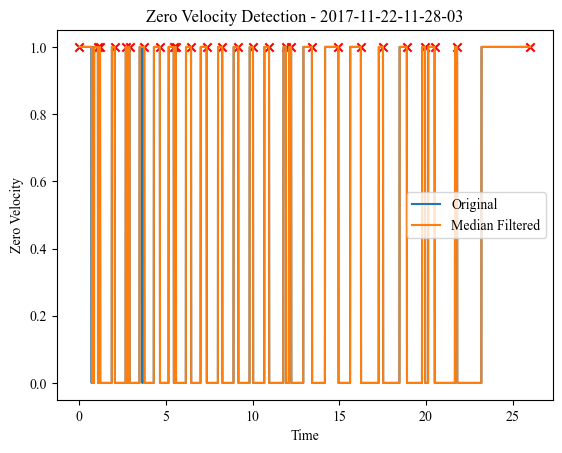 Zero Velocity Detection - 2017-11-22-11-28-03
1.0
0.8
0.6
0.4
0.2
0.0
Zero Velocity
Original
Median Filtered
0
5
10
15
20
25
Time